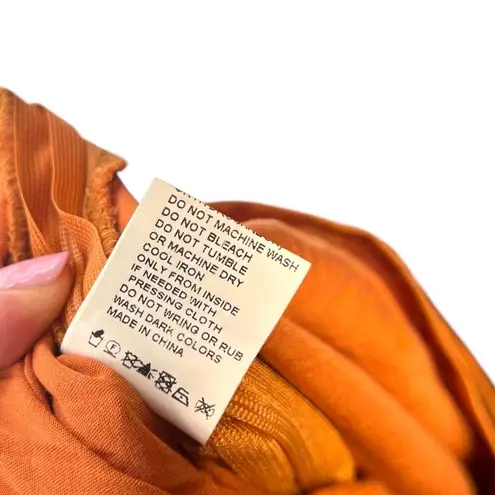 DO NOT MACHINE WASH
DO NOT BLEACH
DO NOT TUMBLE
OR MACHINE DRY
COOL IRON
ONLY FROM INSIDE
IF NEEDED WITH
PRESSING CLOTH
DO NOT WRING OR RUB
WASH DARK COLORS
MADE IN CHINA